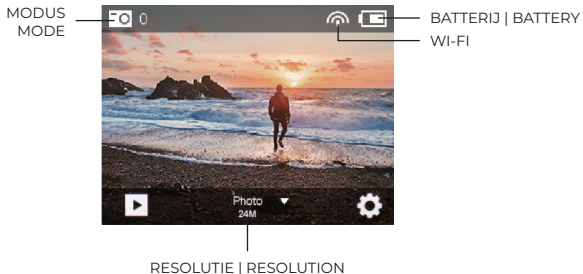 MODUS
MODE
0
BATTERIJ | BATTERY
WI-FI
Photo
24M
RESOLUTIE | RESOLUTION